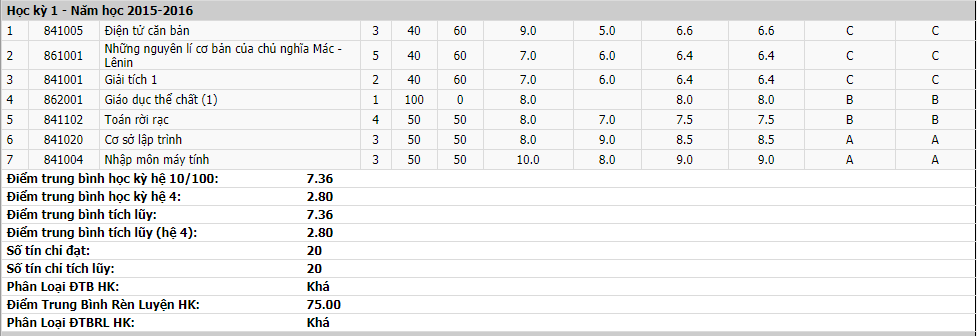 Học kỳ 1 - Năm học 2015-2016
1 841005 Điện tử căn bản 3 40 60 9.0 5.0 6.6 6.6 C C
2 861001 Những nguyên lí cơ bản của chủ nghĩa Mác - Lênin 5 40 60 7.0 6.0 6.4 6.4 C C
3 841001 Giải tích 1 2 40 60 7.0 6.0 6.4 6.4 C C
4 862001 Giáo dục thể chất (1) 1 100 0 8.0 8.0 8.0 B B
5 841102 Toán rời rạc 4 50 50 8.0 7.0 7.5 7.5 B B
6 841020 Cơ sở lập trình 3 50 50 8.0 9.0 8.5 8.5 A A
7 841004 Nhập môn máy tính 3 50 50 10.0 8.0 9.0 9.0 A A
Điểm trung bình học kỳ hệ 10/100: 7.36
Điểm trung bình học kỳ hệ 4: 2.80
Điểm trung bình tích lũy: 7.36
Điểm trung bình tích lũy (hệ 4): 2.80
Số tín chỉ đạt: 20
Số tín chỉ tích lũy: 20
Phân Loại ĐTB HK: Khá
Điểm Trung Bình Rèn Luyện HK: 75.00
Phân Loại ĐTBRL HK: Khá